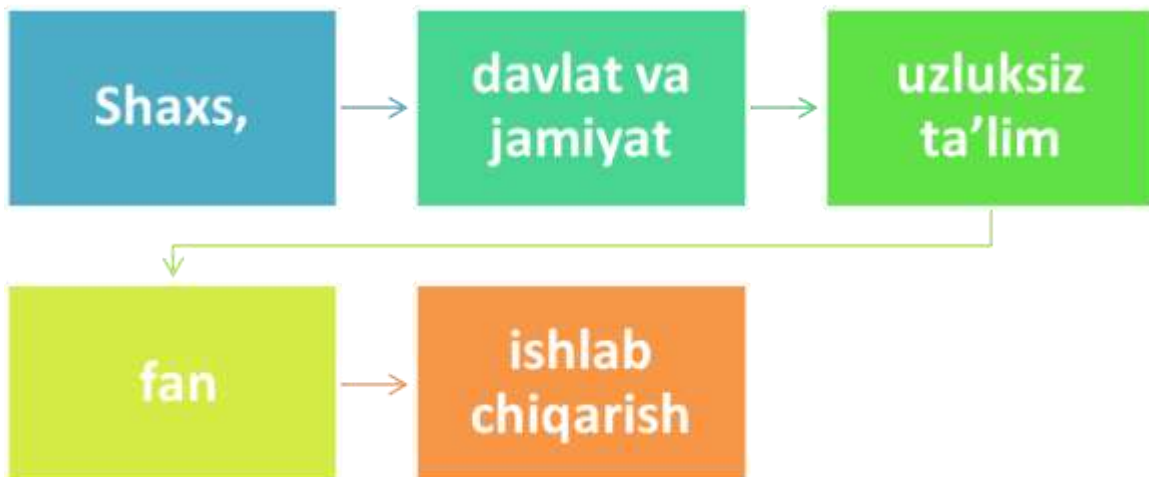 Shaxs,
davlat va
jamiyat
uzluksiz
ta’lim
fan
ishlab
chiqarish